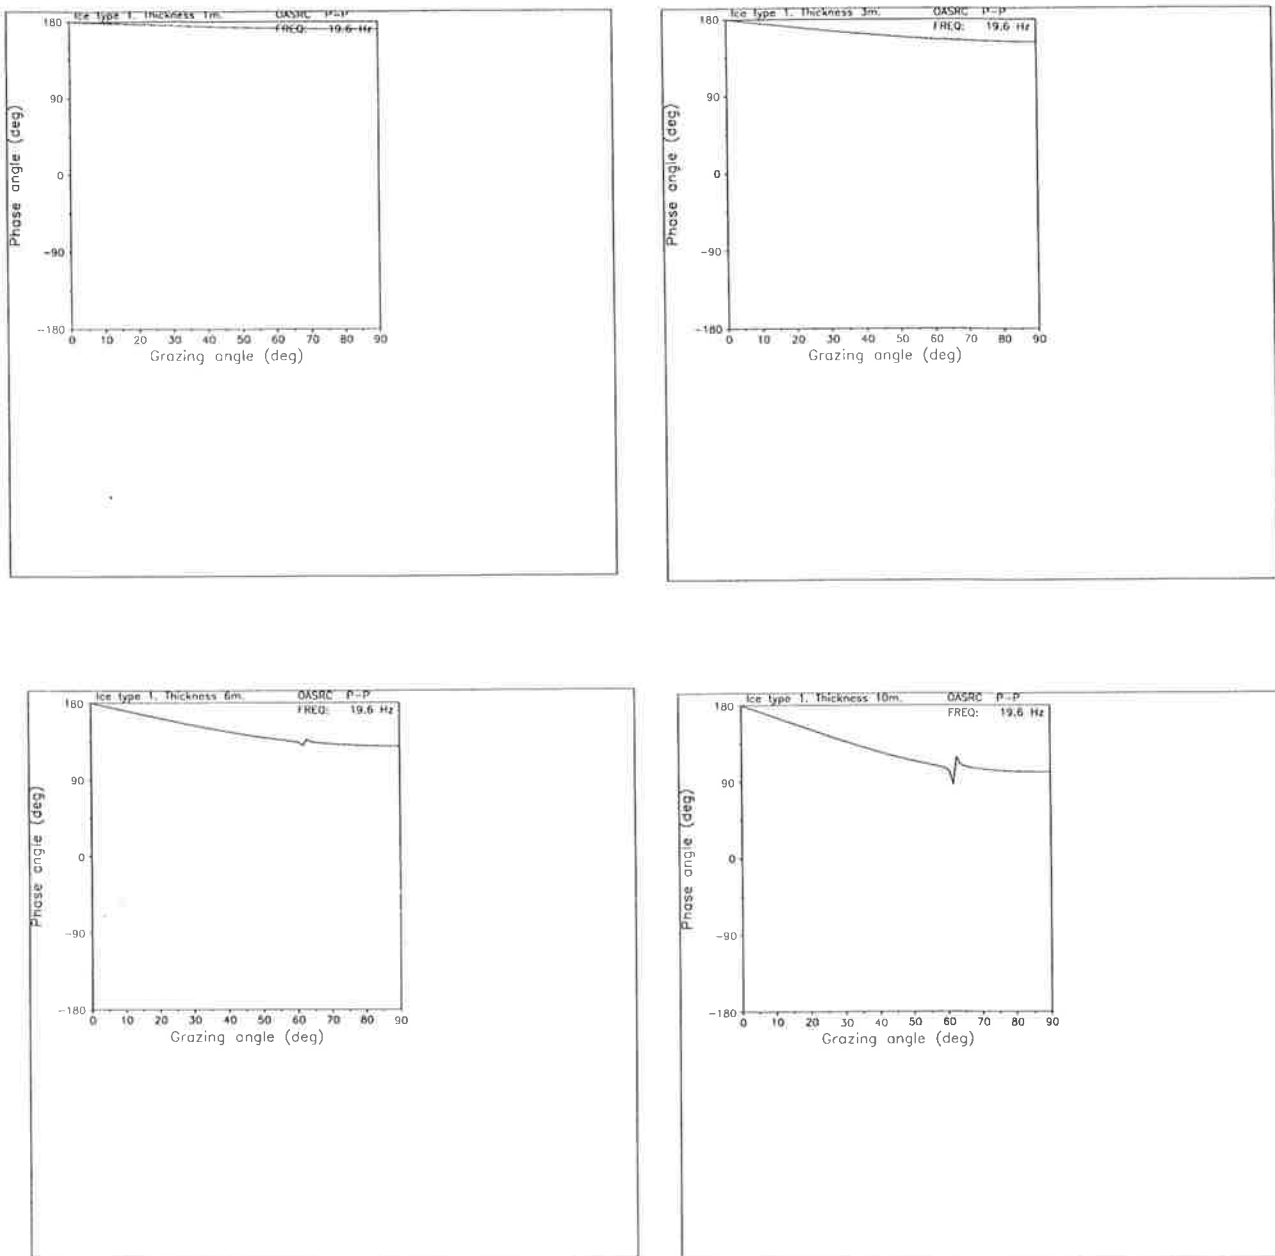 Ice type 1. Thickness 1m. OASRC P-P
FREQ: 19.6 Hz
180
90
0
-90
-180
Phase angle (deg)
0 10 20 30 40 50 60 70 80 90
Grazing angle (deg)
Ice type 1. Thickness 3m. OASRC P-P
FREQ: 19.6 Hz
180
90
0
-90
-180
Phase angle (deg)
0 10 20 30 40 50 60 70 80 90
Grazing angle (deg)
Ice type 1. Thickness 6m. OASRC P-P
FREQ: 19.6 Hz
180
90
0
-90
-180
Phase angle (deg)
0 10 20 30 40 50 60 70 80 90
Grazing angle (deg)
Ice type 1. Thickness 10m. OASRC P-P
FREQ: 19.6 Hz
180
90
0
-90
-180
Phase angle (deg)
0 10 20 30 40 50 60 70 80 90
Grazing angle (deg)